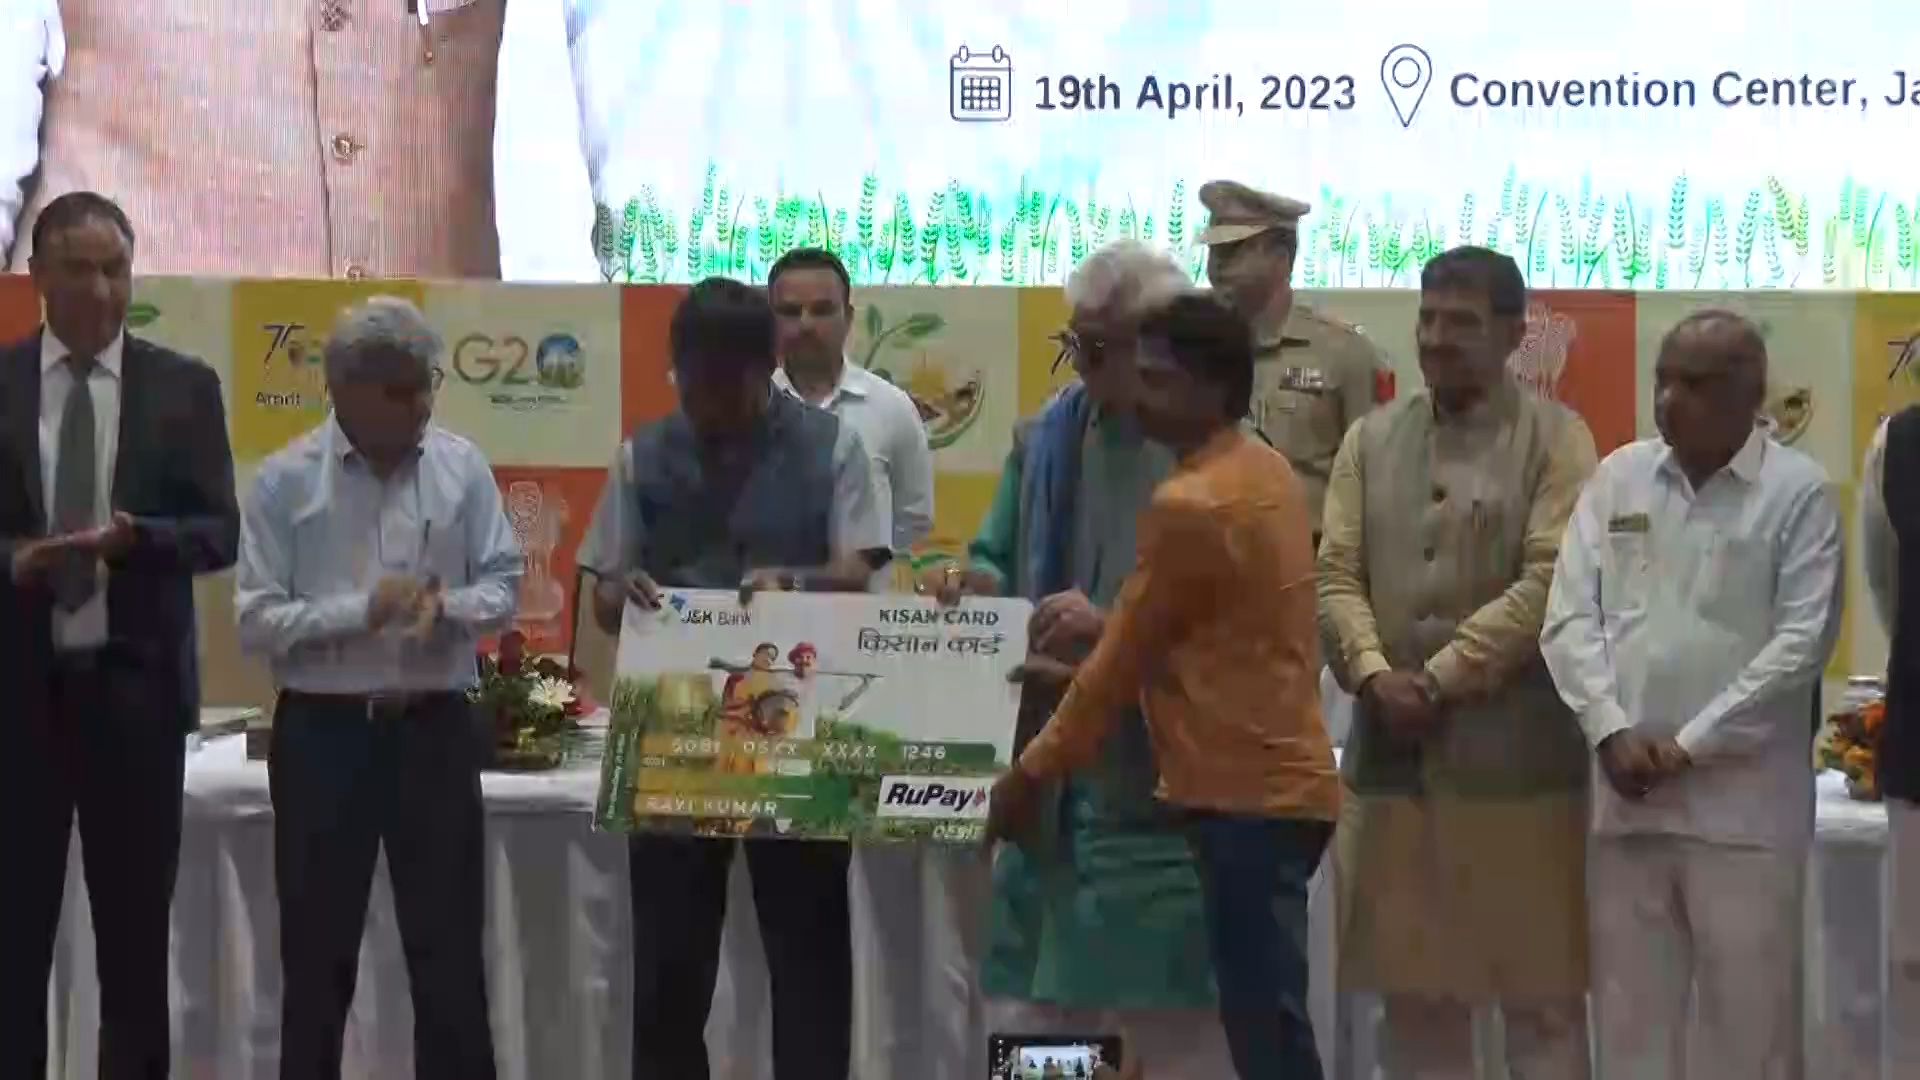 19th April, 2023
Convention Center, Ja
G20
J&K Bank
KISAN CARD
किसान कार्ड
XXXX 1246
RAVI KUMAR
RuPay
DEBIT